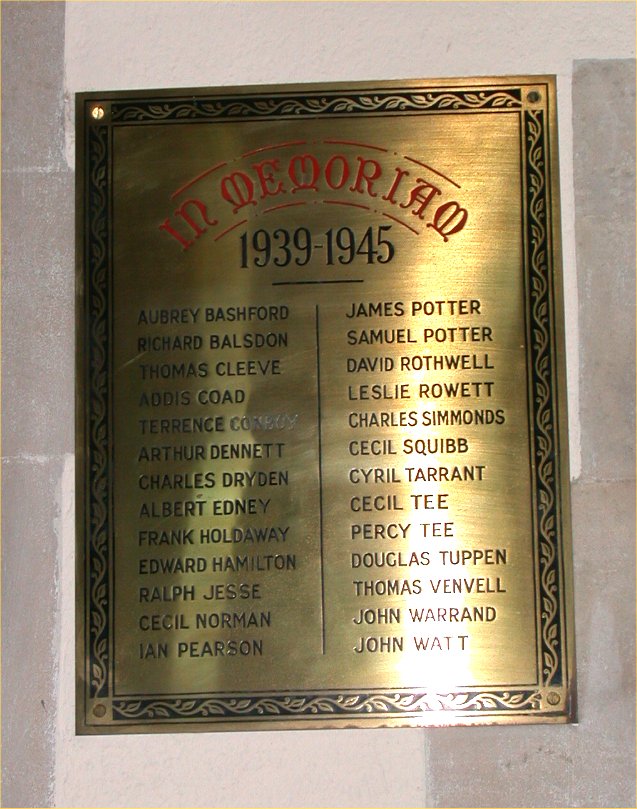 IN MEMORIAM
1939-1945
AUBREY BASHFORD
RICHARD BALSDON
THOMAS CLEEVE
ADDIS COAD
TERRENCE
ARTHUR DENNETT
CHARLES DRYDEN
ALBERT EDNEY
FRANK HOLDAWAY
EDWARD HAMILTON
RALPH JESSE
CECIL NORMAN
IAN PEARSON
JAMES POTTER
SAMUEL POTTER
DAVID ROTHWELL
LESLIE ROWETT
CHARLES SIMMONDS
CECIL SQUIBB
CYRIL TARRANT
CECIL TEE
PERCY TEE
DOUGLAS TUPPEN
THOMAS VENVELL
JOHN WARRAND
JOHN WATT